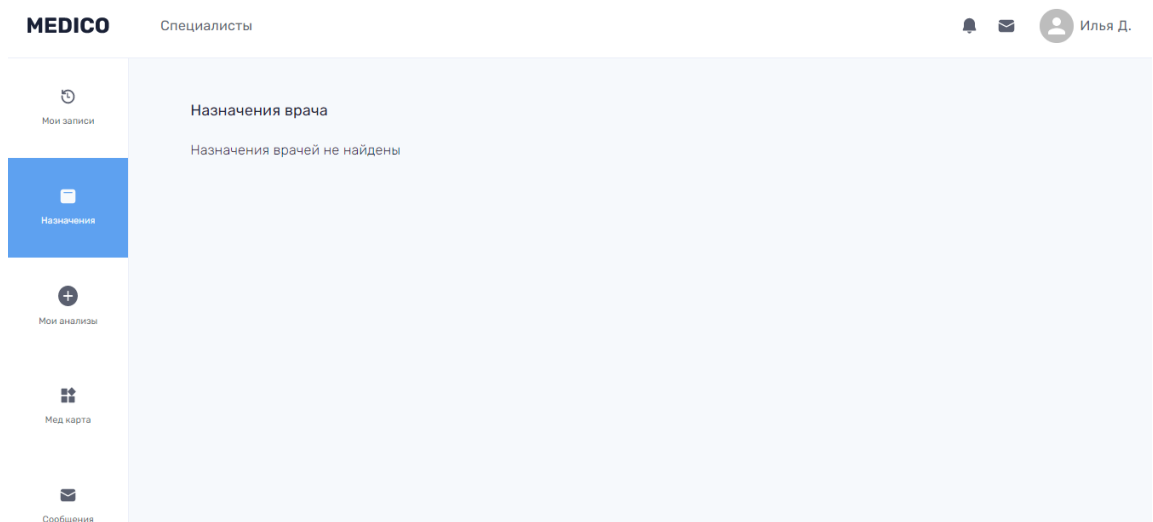 MEDICO
Специалисты
Илья Д.
Мои записи
Назначения
Мои анализы
Мед карта
Сообщения
Назначения врача
Назначения врачей не найдены